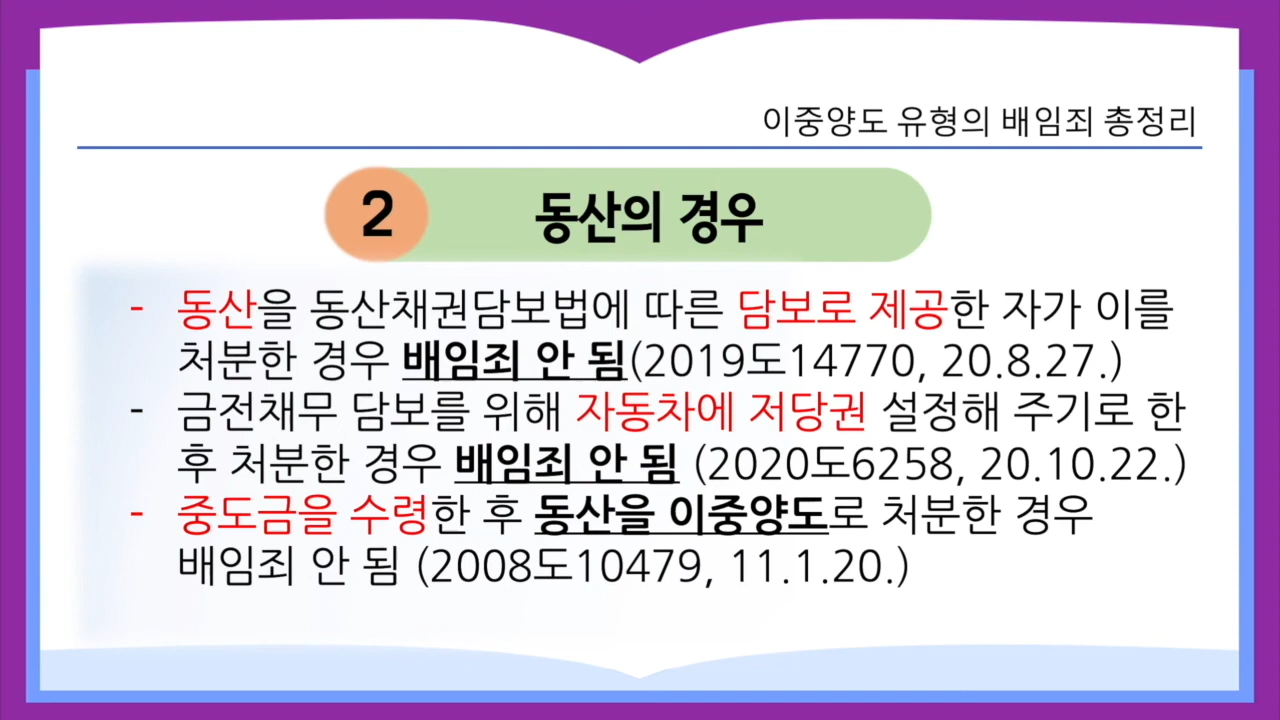 이중양도 유형의 배임죄 총정리
2 동산의 경우
- 동산을 동산채권담보법에 따른 담보로 제공한 자가 이를
처분한 경우 배임죄 안 됨(2019도14770, 20.8.27.)
- 금전채무 담보를 위해 자동차에 저당권 설정해 주기로 한
후 처분한 경우 배임죄 안 됨 (2020도6258, 20.10.22.)
- 중도금을 수령한 후 동산을 이중양도로 처분한 경우
배임죄 안 됨 (2008도10479, 11.1.20.)